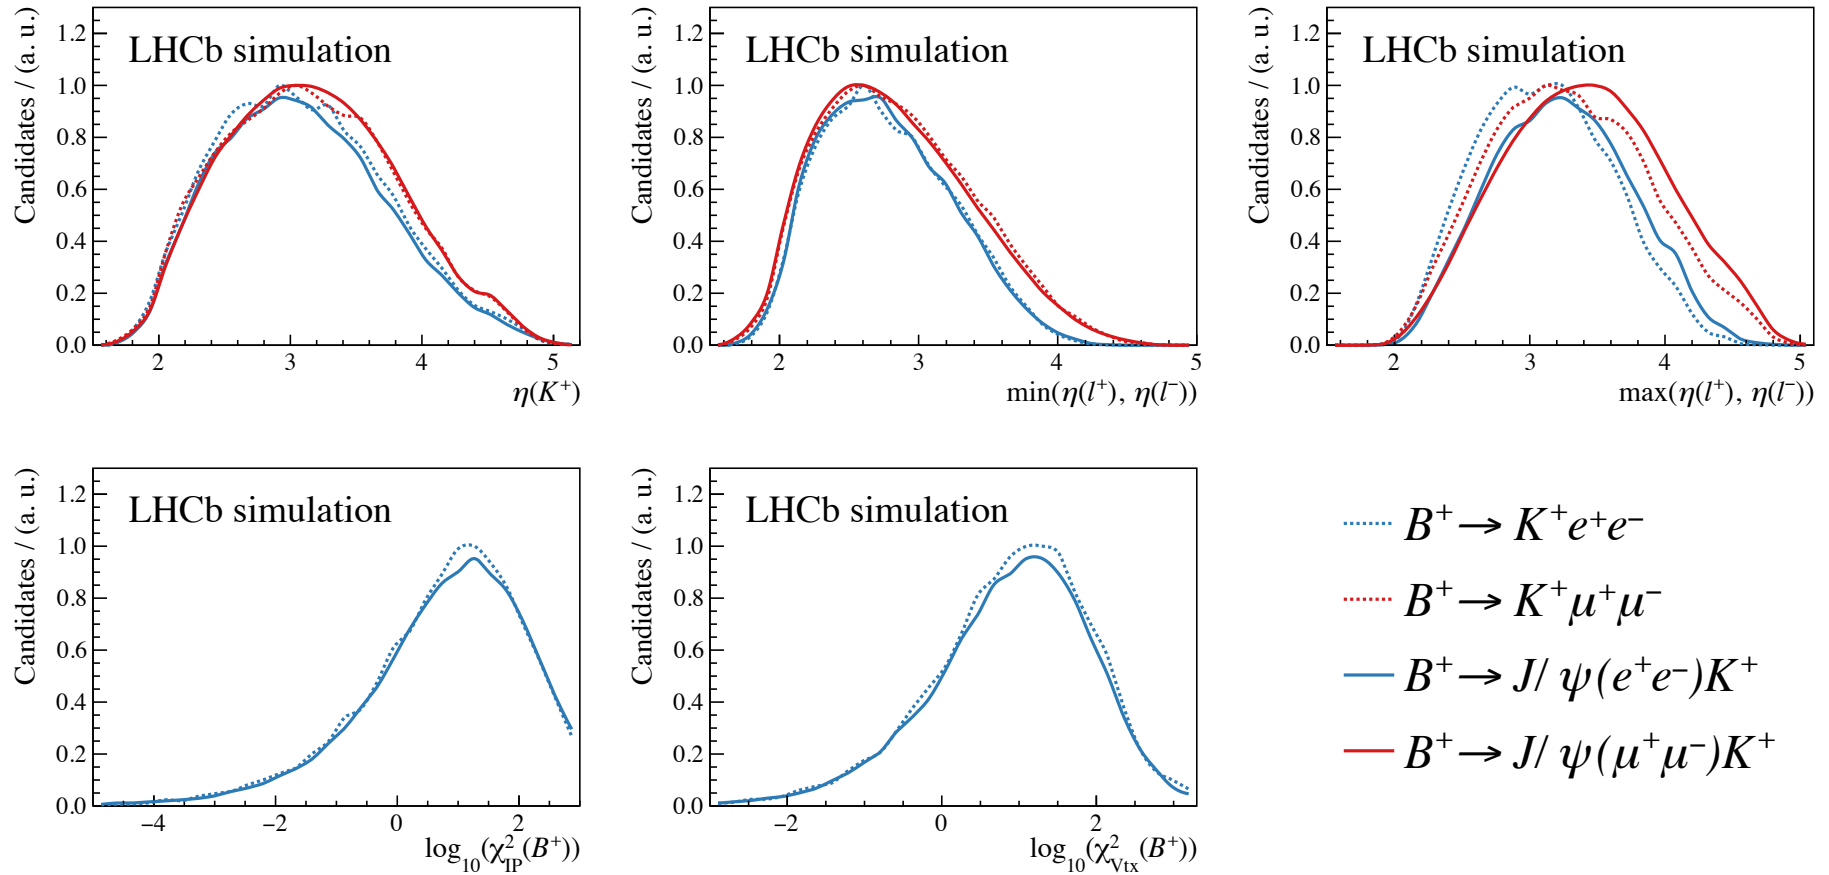 Candidates / (a. u.)
1.2
1.0
0.8
0.6
0.4
0.2
0.0
LHCb simulation
2 3 4 5
η(K⁺)
Candidates / (a. u.)
1.2
1.0
0.8
0.6
0.4
0.2
0.0
LHCb simulation
2 3 4 5
min(η(l⁺), η(l⁻))
Candidates / (a. u.)
1.2
1.0
0.8
0.6
0.4
0.2
0.0
LHCb simulation
2 3 4 5
max(η(l⁺), η(l⁻))
Candidates / (a. u.)
1.2
1.0
0.8
0.6
0.4
0.2
0.0
LHCb simulation
−4 −2 0 2
log₁₀(χ²_IP(B⁺))
Candidates / (a. u.)
1.2
1.0
0.8
0.6
0.4
0.2
0.0
LHCb simulation
−2 0 2
log₁₀(χ²_Vtx(B⁺))
B⁺ → K⁺e⁺e⁻
B⁺ → K⁺μ⁺μ⁻
B⁺ → J/ψ(e⁺e⁻)K⁺
B⁺ → J/ψ(μ⁺μ⁻)K⁺